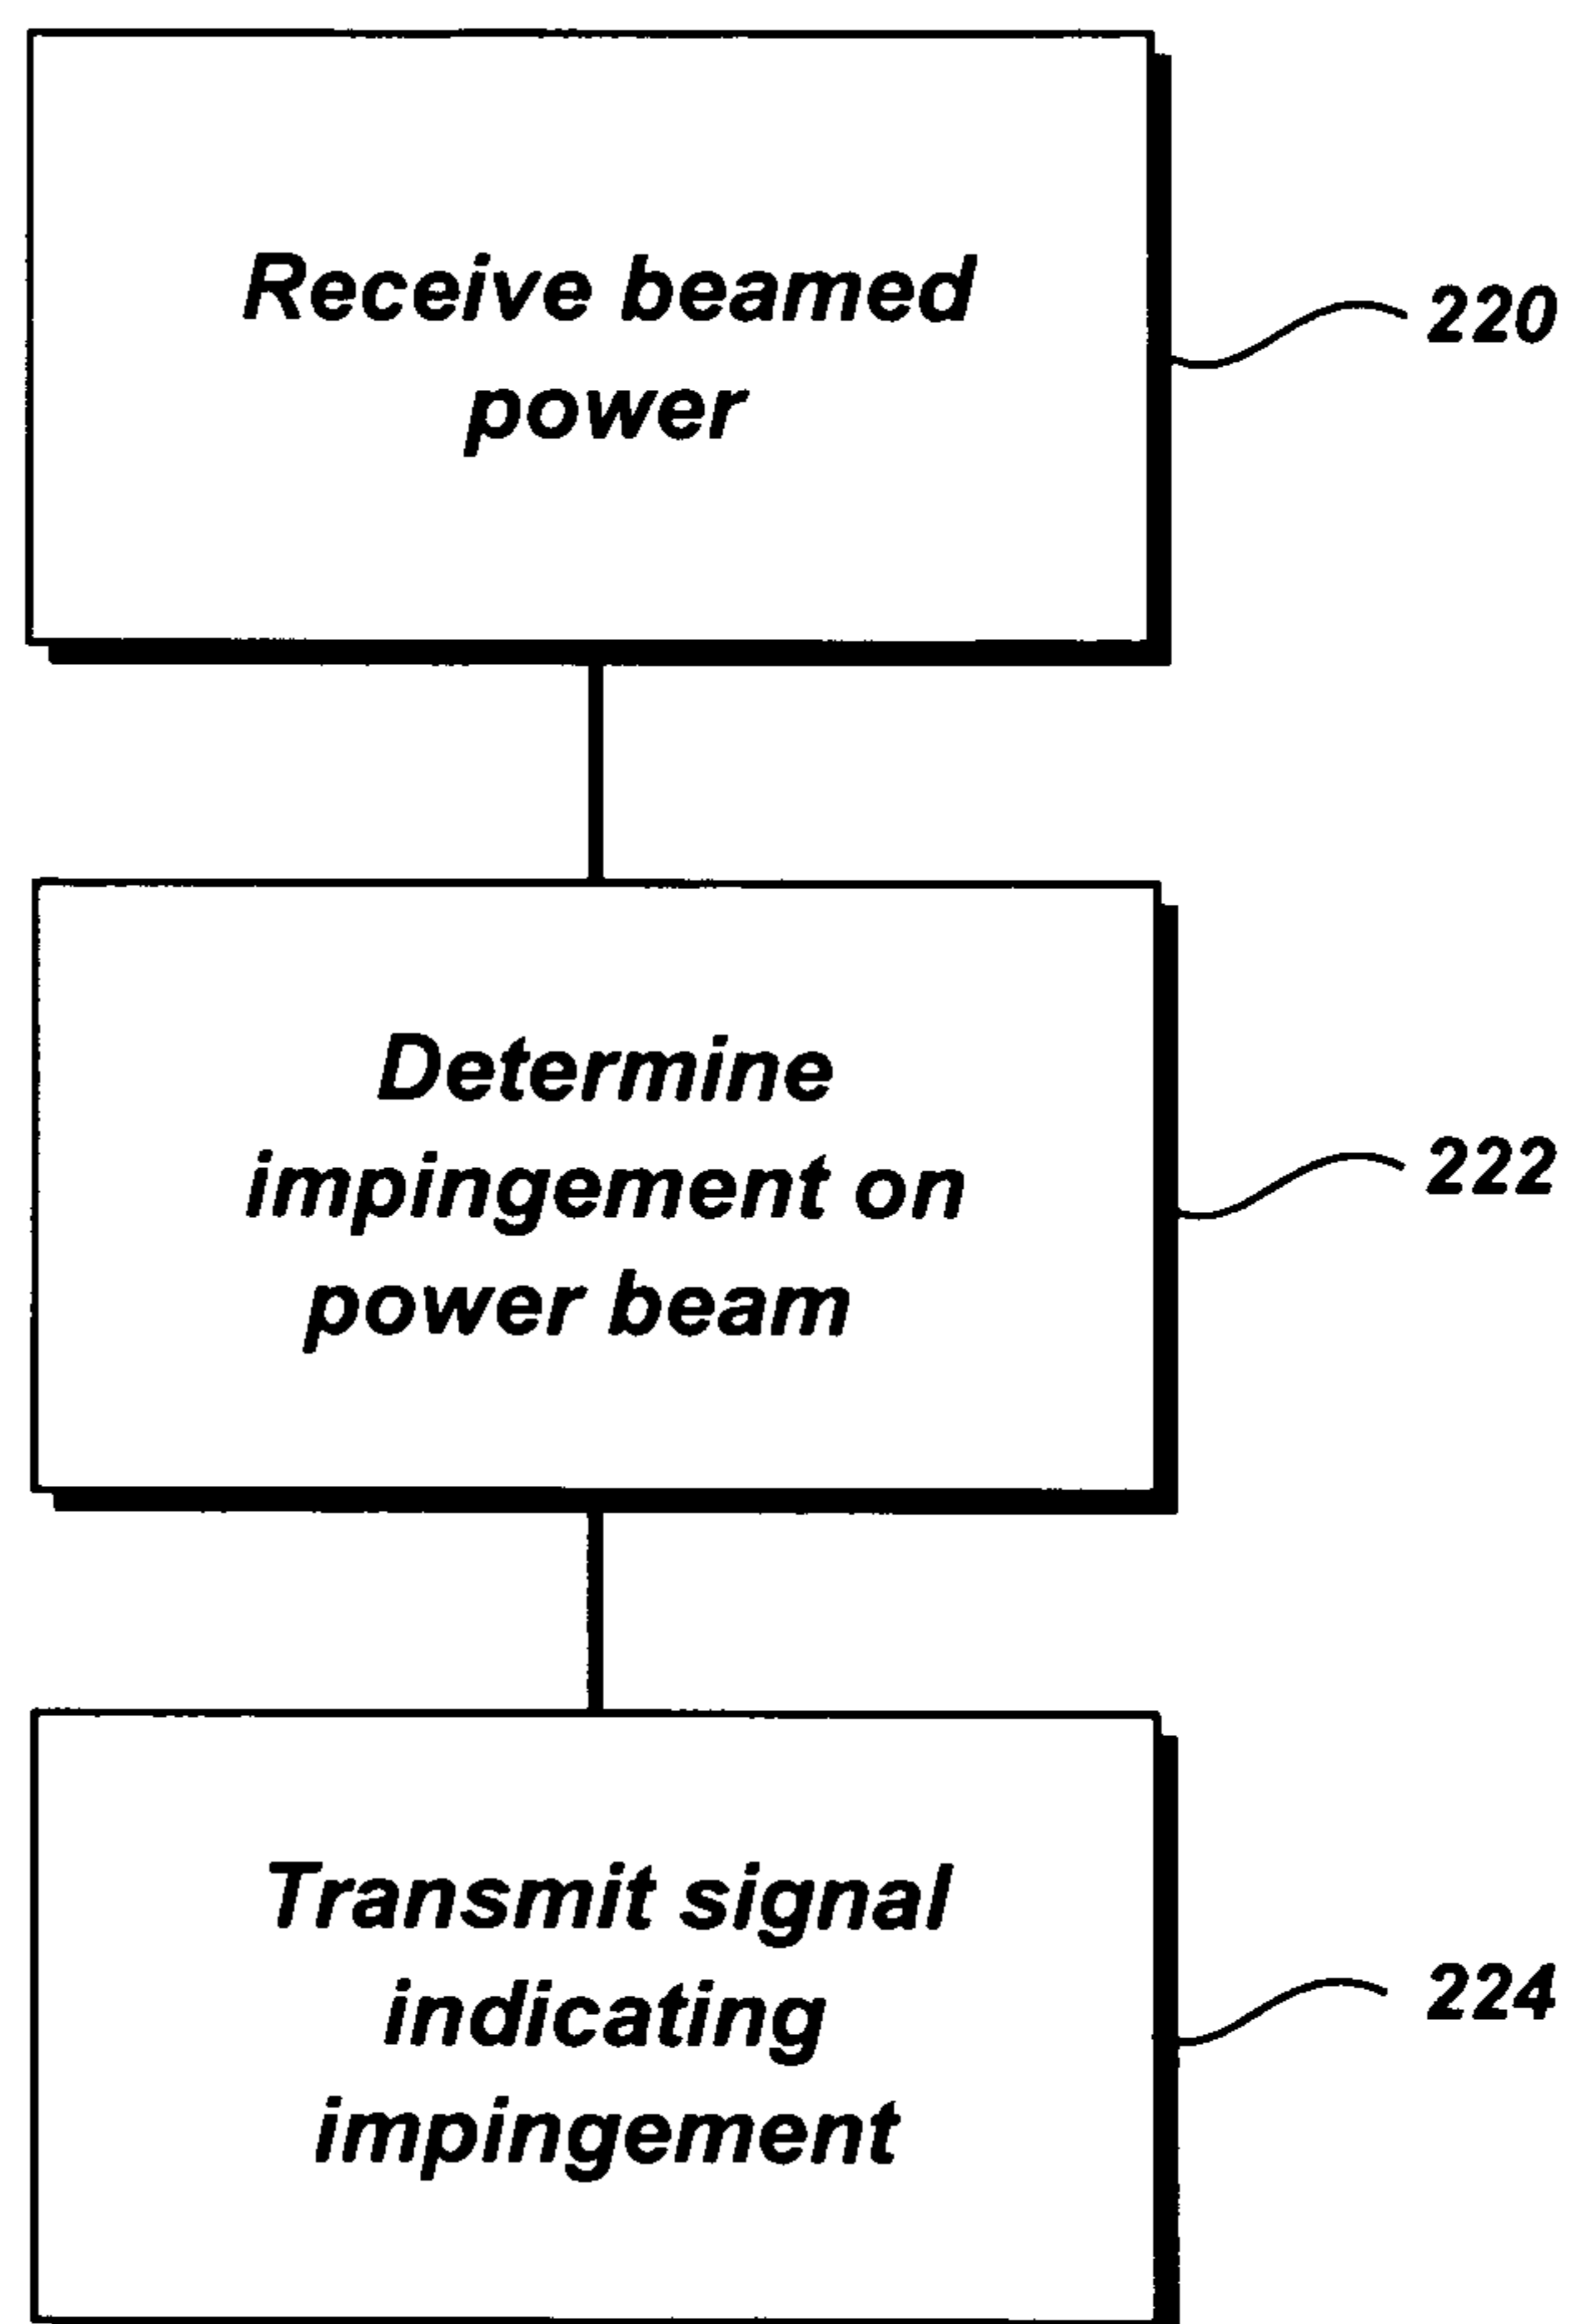 Receive beamed
power
220
Determine
impingement on
power beam
222
Transmit signal
indicating
impingement
224